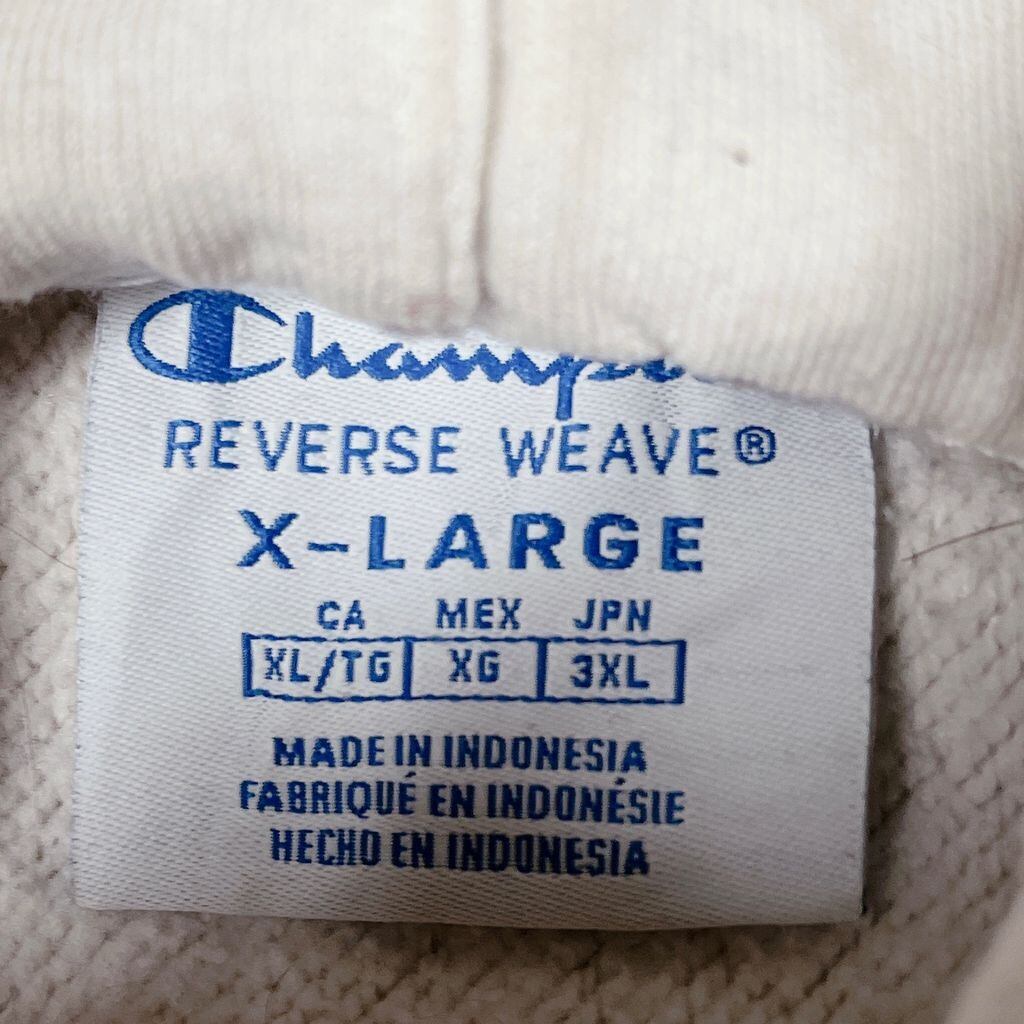 Champio
REVERSE WEAVE®
X-LARGE
CA MEX JPN
XL/TG XG 3XL
MADE IN INDONESIA
FABRIQUÉ EN INDONÉSIE
HECHO EN INDONESIA